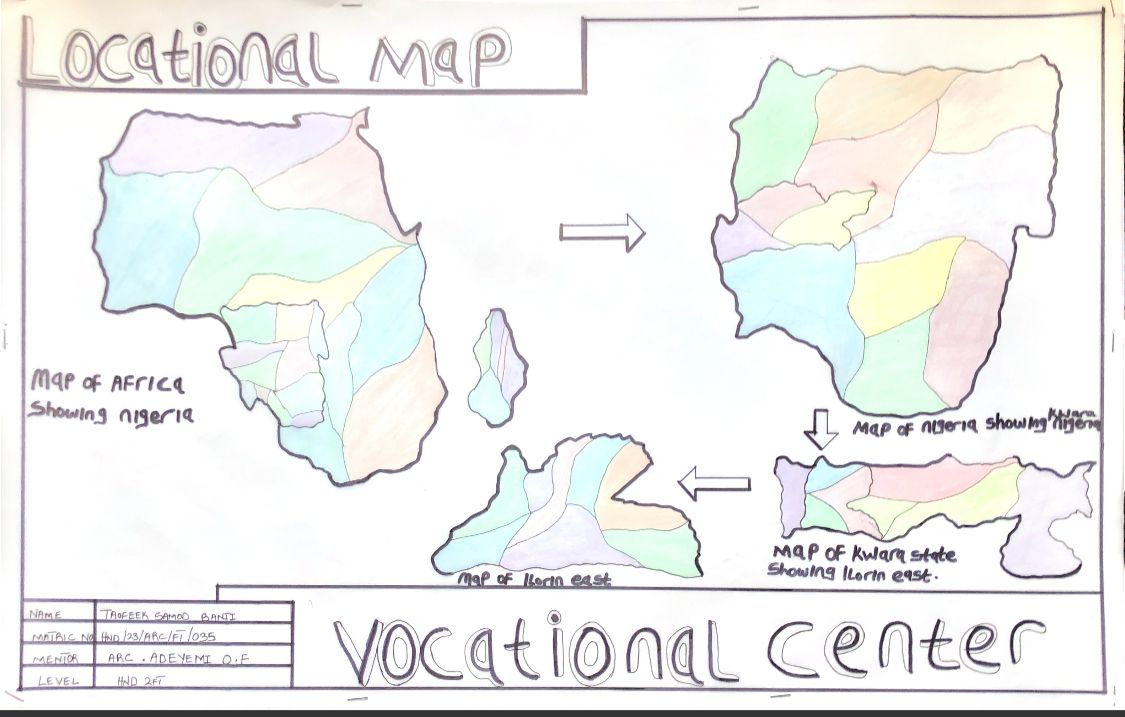 Locational Map
Map of Africa
Showing nigeria
Map of nigeria showing Kwara nigeria
Map of Kwara state
Showing Ilorin east.
Map of Ilorin east
NAME TAOFEEK SAMOD BANJI
MATRIC NO HND/23/ARC/FT/035
MENTOR ARC. ADEYEMI O.F
LEVEL HND 2FT
Vocational Center